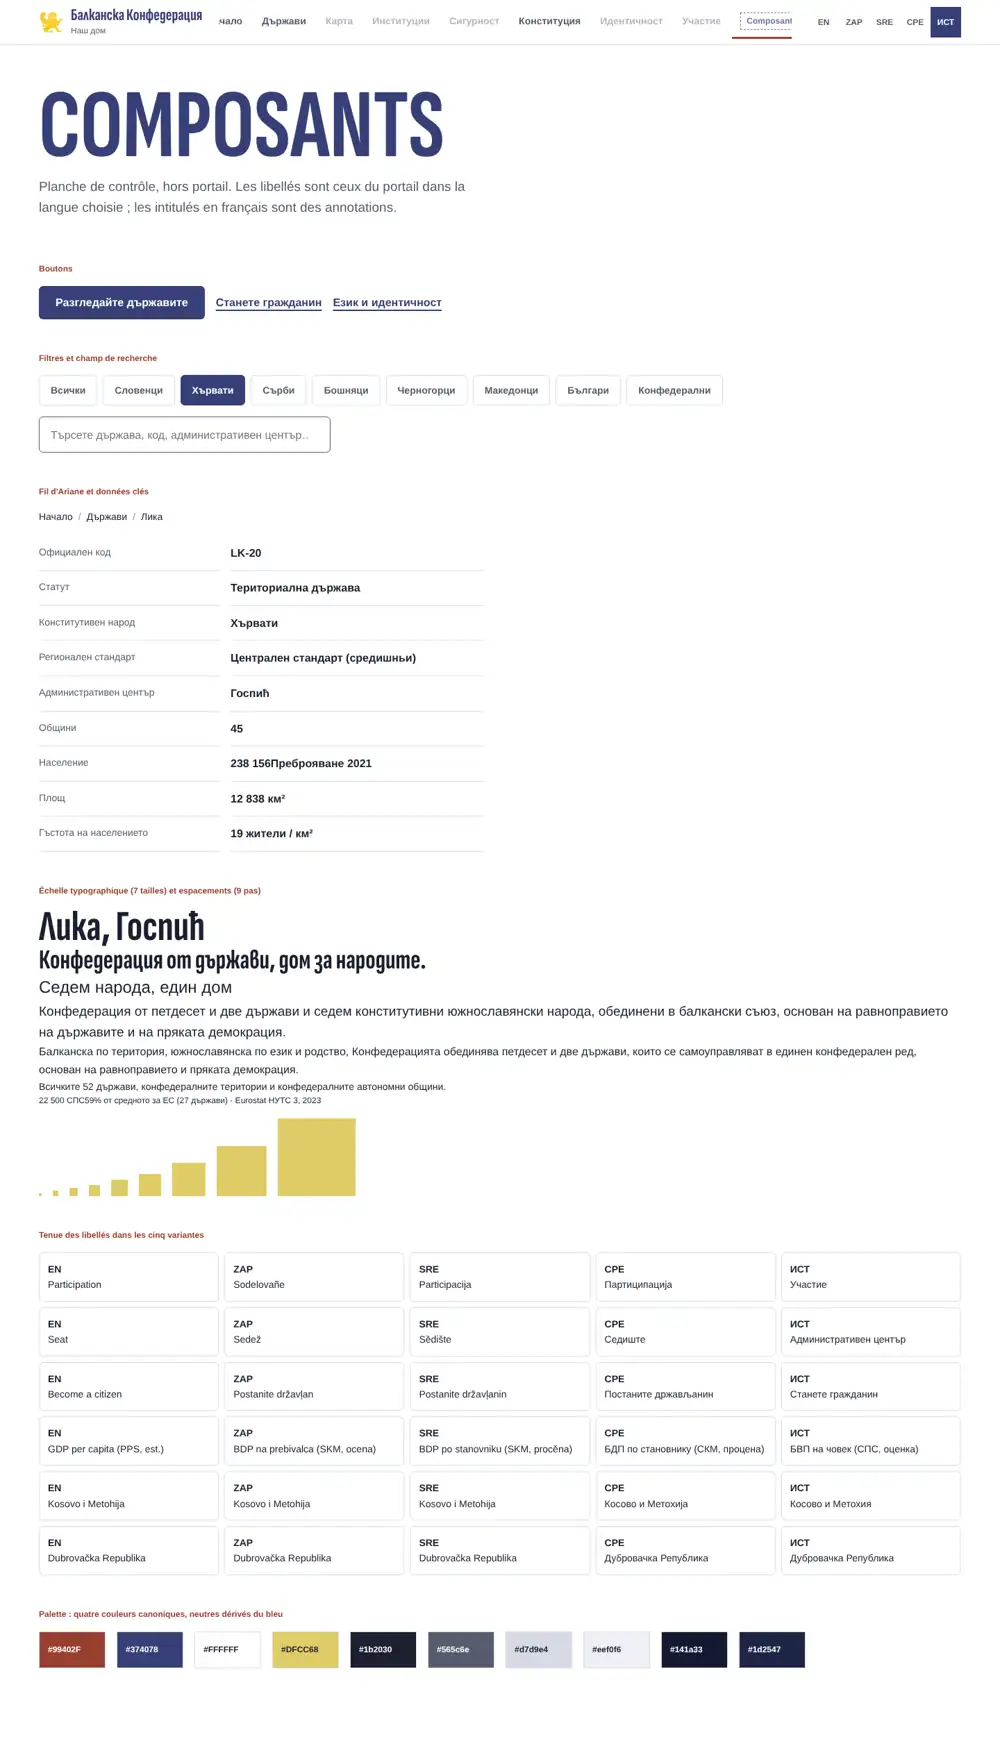 Балканска Конфедерация
Наш дом
чало Държави Карта Институции Сигурност Конституция Идентичност Участие Composant EN ZAP SRE СРЕ ИСТ
COMPOSANTS
Planche de contrôle, hors portail. Les libellés sont ceux du portail dans la
langue choisie ; les intitulés en français sont des annotations.
Boutons
Разгледайте държавите Станете гражданин Език и идентичност
Filtres et champ de recherche
Всички Словенци Хървати Сърби Бошняци Черногорци Македонци Българи Конфедерални
Търсете държава, код, административен център..
Fil d'Ariane et données clés
Начало / Държави / Лика
Официален код LK-20
Статут Териториална държава
Конститутивен народ Хървати
Регионален стандарт Централен стандарт (средишньи)
Административен център Госпић
Общини 45
Население 238 156Преброяване 2021
Площ 12 838 км²
Гъстота на населението 19 жители / км²
Échelle typographique (7 tailles) et espacements (9 pas)
Лика, Госпић
Конфедерация от държави, дом за народите.
Седем народа, един дом
Конфедерация от петдесет и две държави и седем конститутивни южнославянски народа, обединени в балкански съюз, основан на равноправието
на държавите и на пряката демокрация.
Балканска по територия, южнославянска по език и родство, Конфедерацията обединява петдесет и две държави, които се самоуправляват в единен конфедерален ред,
основан на равноправието и пряката демокрация.
Всичките 52 държави, конфедералните територии и конфедералните автономни общини.
22 500 СПС59% от средното за ЕС (27 държави) · Eurostat НУТС 3, 2023
Tenue des libellés dans les cinq variantes
EN ZAP SRE СРЕ ИСТ
Participation Sodelovańe Participacija Партиципација Участие
EN ZAP SRE СРЕ ИСТ
Seat Sedež Sědište Седиште Административен център
EN ZAP SRE СРЕ ИСТ
Become a citizen Postanite držav|an Postanite držav|anin Постаните држављанин Станете гражданин
EN ZAP SRE СРЕ ИСТ
GDP per capita (PPS, est.) BDP na prebivalca (SKM, ocena) BDP po stanovniku (SKM, procěna) БДП по становнику (СКМ, процена) БВП на човек (СПС, оценка)
EN ZAP SRE СРЕ ИСТ
Kosovo i Metohija Kosovo i Metohija Kosovo i Metohija Косово и Метохија Косово и Метохия
EN ZAP SRE СРЕ ИСТ
Dubrovačka Republika Dubrovačka Republika Dubrovačka Republika Дубровачка Република Дубровачка Република
Palette : quatre couleurs canoniques, neutres dérivés du bleu
#99402F #374078 #FFFFFF #DFCC68 #1b2030 #565c6e #d7d9e4 #eef0f6 #141a33 #1d2547